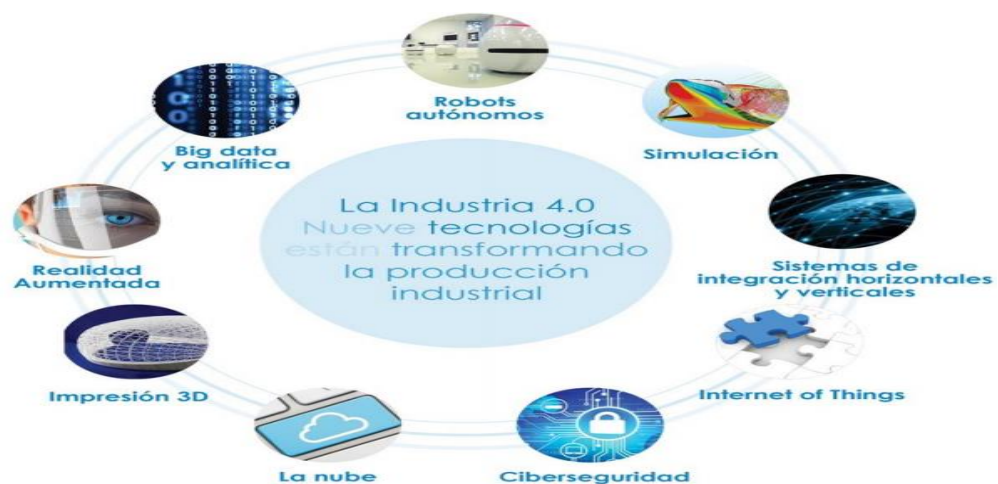 Robots
autónomos
Simulación
Sistemas de
integración horizontales
y verticales
Internet of Things
Ciberseguridad
La nube
Impresión 3D
Realidad
Aumentada
Big data
y analítica
La Industria 4.0
Nueve tecnologías
están transformando
la producción
industrial